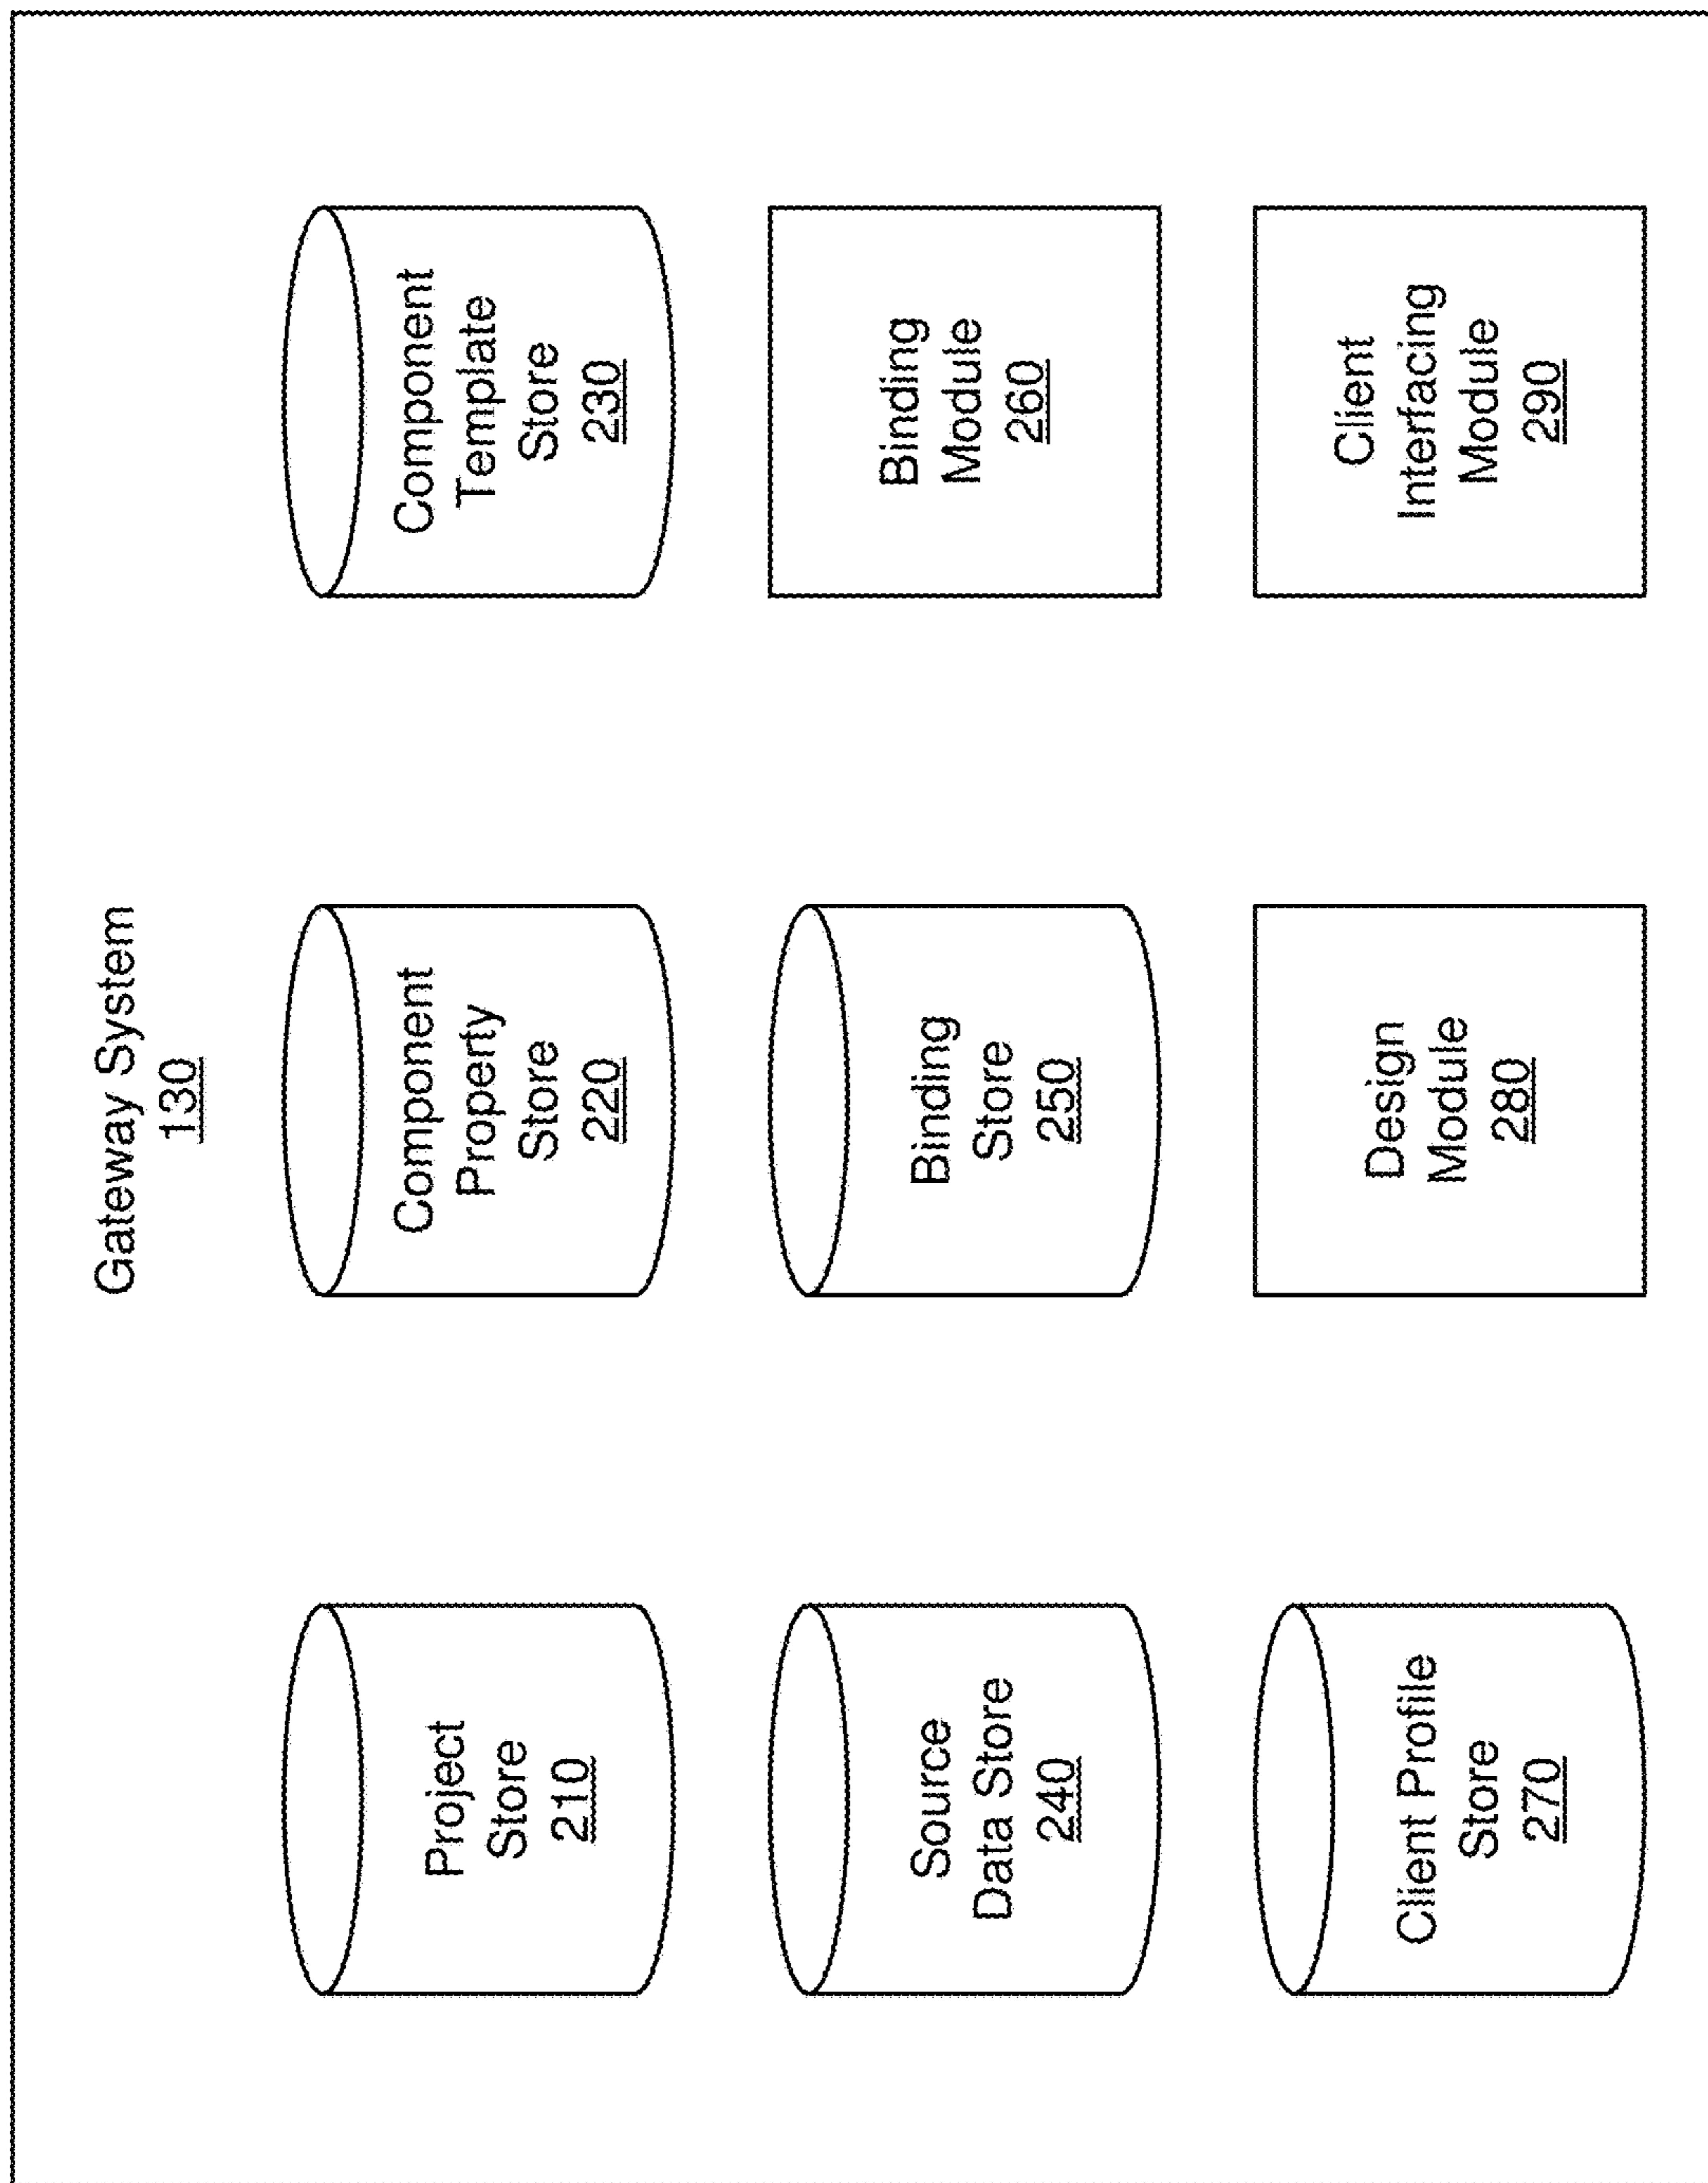 Gateway System
130
Project
Store
210
Component
Property
Store
220
Component
Template
Store
230
Source
Data Store
240
Binding
Store
250
Binding
Module
260
Client Profile
Store
270
Design
Module
280
Client
Interfacing
Module
290